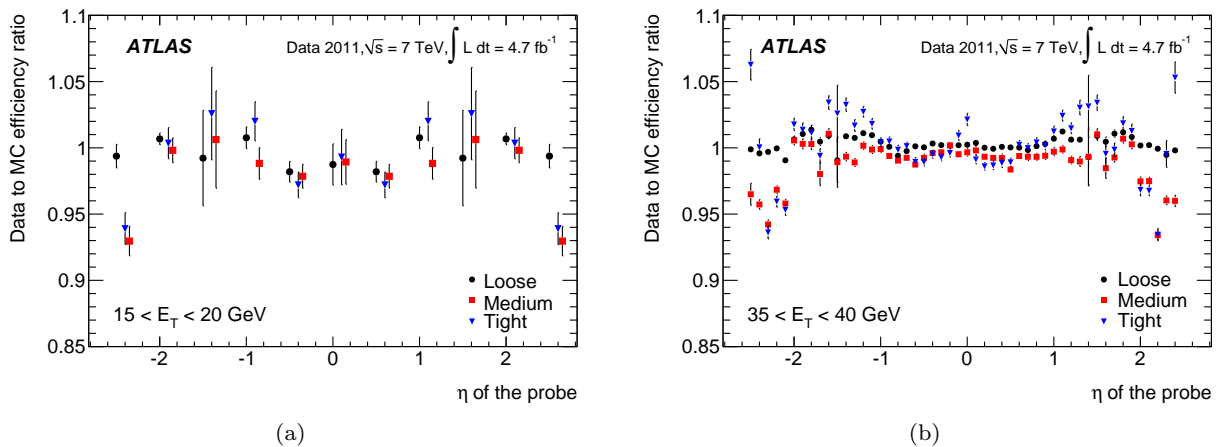 Data to MC efficiency ratio
1.1
1.05
1
0.95
0.9
0.85
ATLAS
Data 2011,√s = 7 TeV,∫ L dt = 4.7 fb⁻¹
Loose
Medium
Tight
15 < E_T < 20 GeV
-2 -1 0 1 2
η of the probe
(a)
Data to MC efficiency ratio
1.1
1.05
1
0.95
0.9
0.85
ATLAS
Data 2011,√s = 7 TeV,∫ L dt = 4.7 fb⁻¹
Loose
Medium
Tight
35 < E_T < 40 GeV
-2 -1 0 1 2
η of the probe
(b)